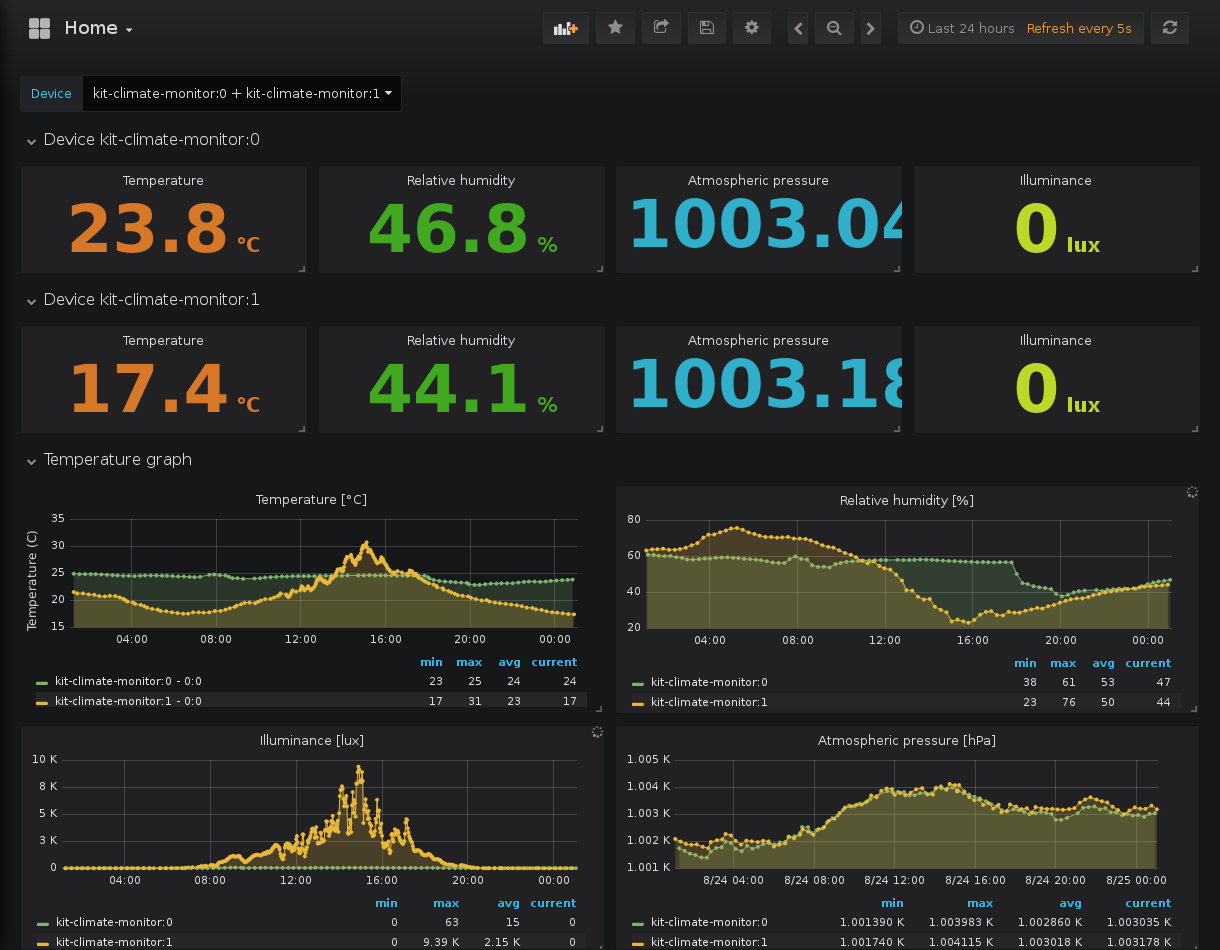 Home
Last 24 hours Refresh every 5s
Device kit-climate-monitor:0 + kit-climate-monitor:1
Device kit-climate-monitor:0
Temperature Relative humidity Atmospheric pressure Illuminance
23.8 °C 46.8 % 1003.04 0 lux
Device kit-climate-monitor:1
Temperature Relative humidity Atmospheric pressure Illuminance
17.4 °C 44.1 % 1003.18 0 lux
Temperature graph
Temperature [°C]
Temperature (C)
35
30
25
20
15
04:00 08:00 12:00 16:00 20:00 00:00
min max avg current
kit-climate-monitor:0 - 0:0 23 25 24 24
kit-climate-monitor:1 - 0:0 17 31 23 17
Relative humidity [%]
80
60
40
20
04:00 08:00 12:00 16:00 20:00 00:00
min max avg current
kit-climate-monitor:0 38 61 53 47
kit-climate-monitor:1 23 76 50 44
Illuminance [lux]
10 K
8 K
5 K
3 K
0
04:00 08:00 12:00 16:00 20:00 00:00
min max avg current
kit-climate-monitor:0 0 63 15 0
kit-climate-monitor:1 0 9.39 K 2.15 K 0
Atmospheric pressure [hPa]
1.005 K
1.004 K
1.003 K
1.002 K
1.001 K
8/24 04:00 8/24 08:00 8/24 12:00 8/24 16:00 8/24 20:00 8/25 00:00
min max avg current
kit-climate-monitor:0 1.001390 K 1.003983 K 1.002860 K 1.003035 K
kit-climate-monitor:1 1.001740 K 1.004115 K 1.003018 K 1.003178 K